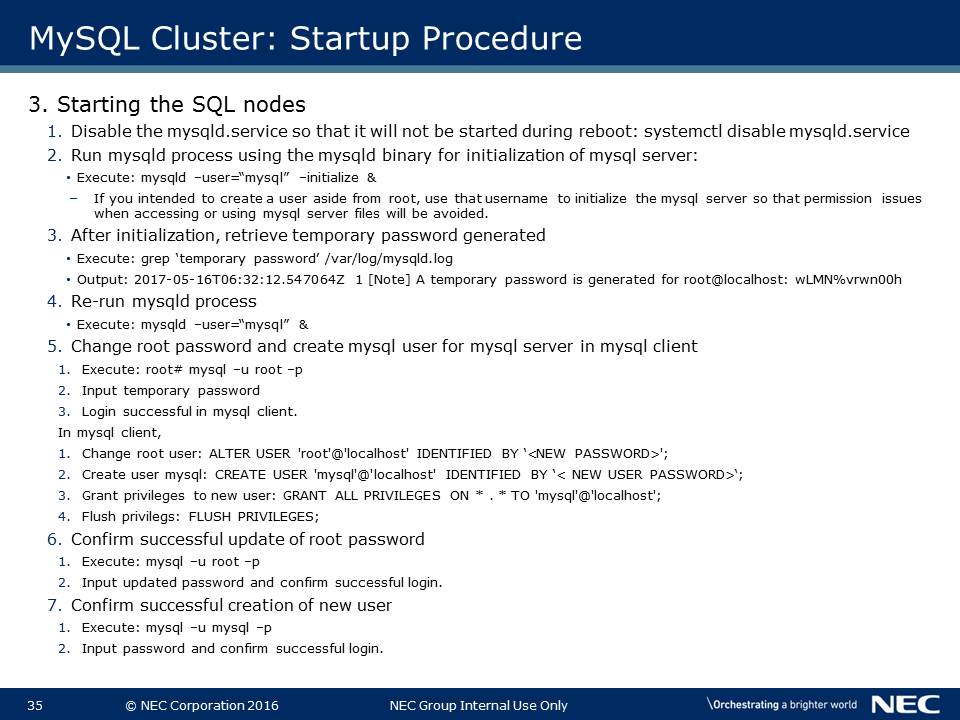 MySQL Cluster: Startup Procedure
3. Starting the SQL nodes
1. Disable the mysqld.service so that it will not be started during reboot: systemctl disable mysqld.service
2. Run mysqld process using the mysqld binary for initialization of mysql server:
• Execute: mysqld –user=“mysql” –initialize &
– If you intended to create a user aside from root, use that username to initialize the mysql server so that permission issues
when accessing or using mysql server files will be avoided.
3. After initialization, retrieve temporary password generated
• Execute: grep ‘temporary password’ /var/log/mysqld.log
• Output: 2017-05-16T06:32:12.547064Z 1 [Note] A temporary password is generated for root@localhost: wLMN%vrwn00h
4. Re-run mysqld process
• Execute: mysqld –user=“mysql” &
5. Change root password and create mysql user for mysql server in mysql client
1. Execute: root# mysql –u root –p
2. Input temporary password
3. Login successful in mysql client.
In mysql client,
1. Change root user: ALTER USER 'root'@'localhost' IDENTIFIED BY ‘<NEW PASSWORD>';
2. Create user mysql: CREATE USER 'mysql'@'localhost' IDENTIFIED BY ‘< NEW USER PASSWORD>‘;
3. Grant privileges to new user: GRANT ALL PRIVILEGES ON * . * TO 'mysql'@'localhost';
4. Flush privilegs: FLUSH PRIVILEGES;
6. Confirm successful update of root password
1. Execute: mysql –u root –p
2. Input updated password and confirm successful login.
7. Confirm successful creation of new user
1. Execute: mysql –u mysql –p
2. Input password and confirm successful login.
35 © NEC Corporation 2016 NEC Group Internal Use Only \Orchestrating a brighter world NEC